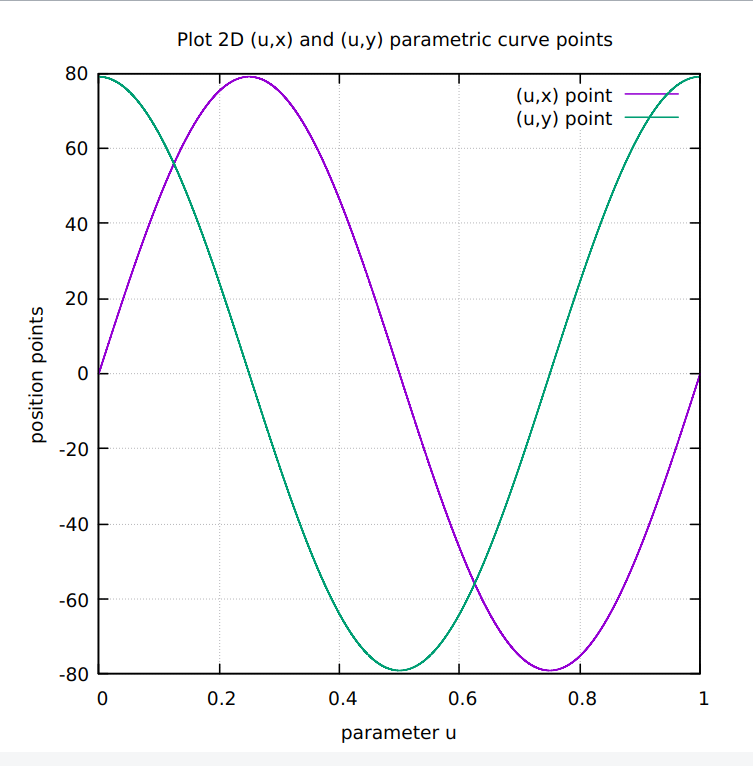 Plot 2D (u,x) and (u,y) parametric curve points
(u,x) point
(u,y) point
80
60
40
20
0
-20
-40
-60
-80
position points
0 0.2 0.4 0.6 0.8 1
parameter u